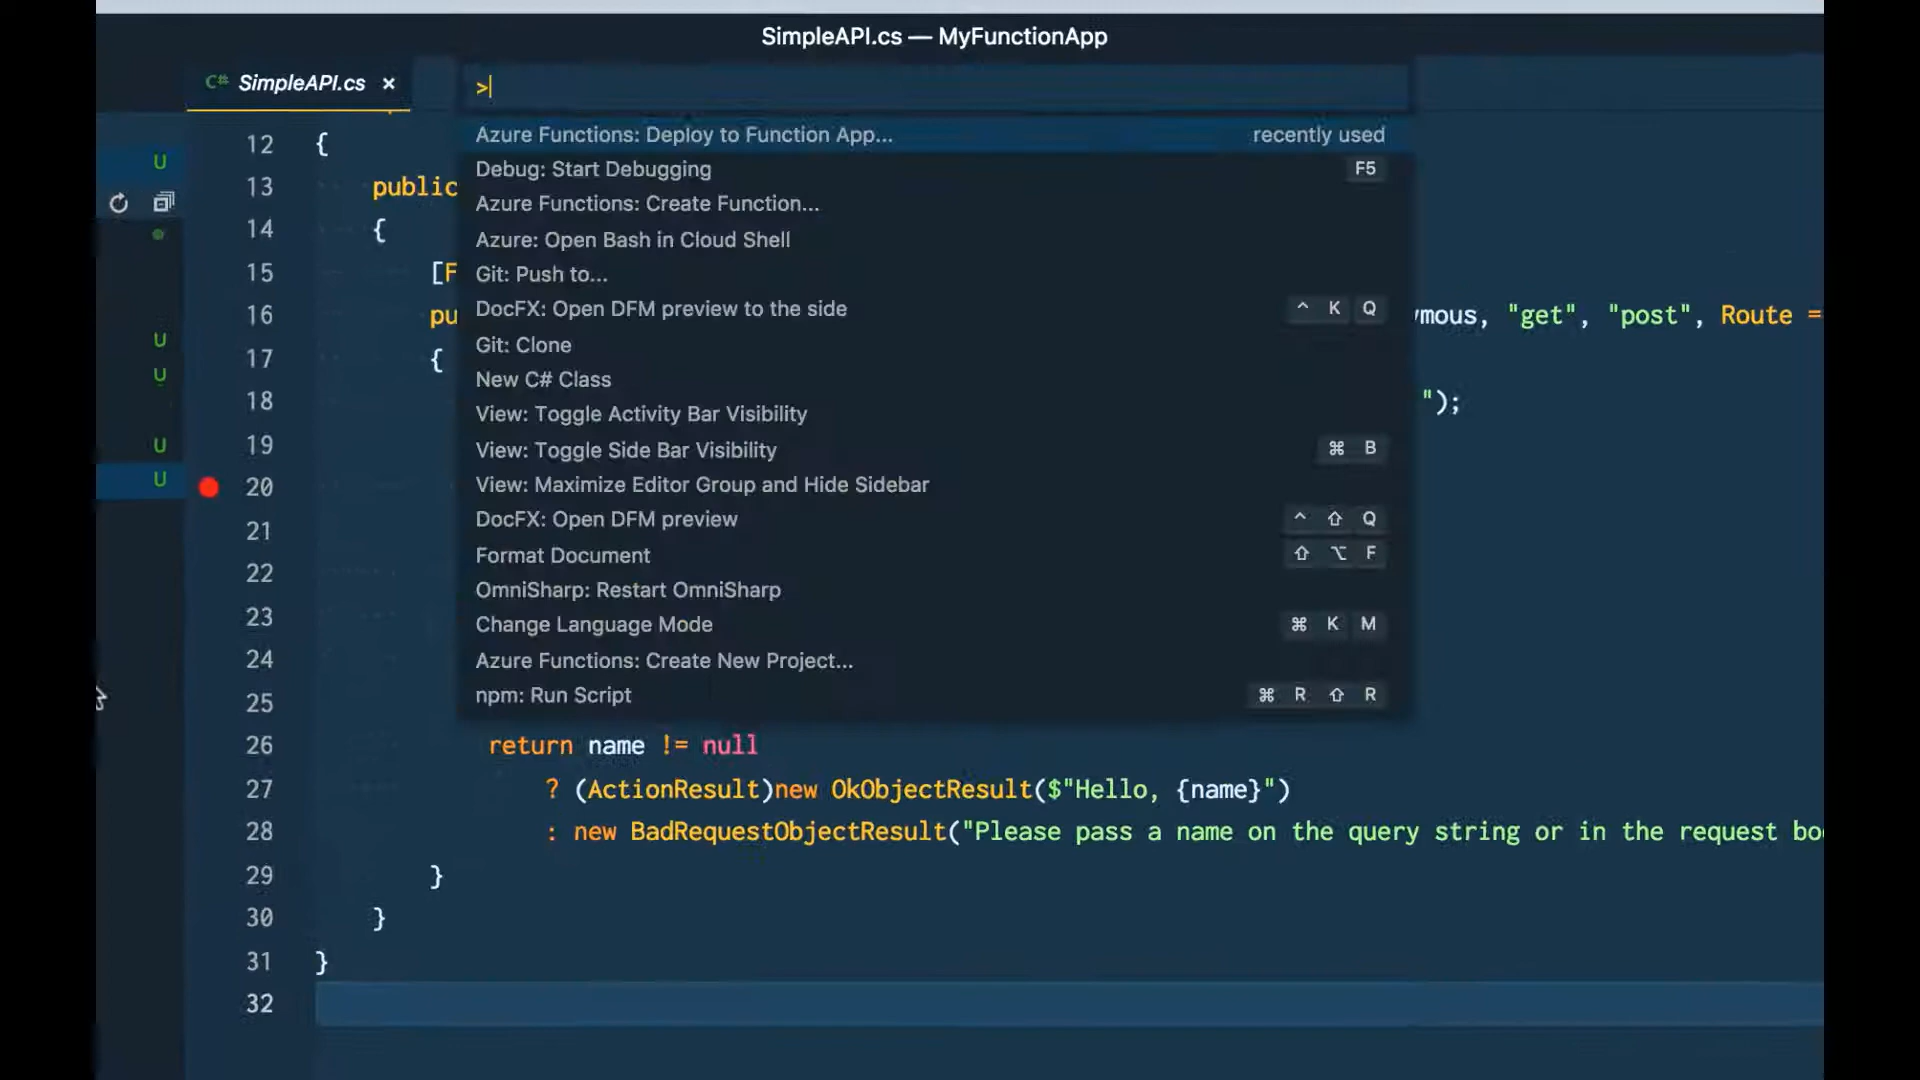 SimpleAPI.cs — MyFunctionApp
C# SimpleAPI.cs ×
>
Azure Functions: Deploy to Function App... recently used
Debug: Start Debugging F5
Azure Functions: Create Function...
Azure: Open Bash in Cloud Shell
Git: Push to...
DocFX: Open DFM preview to the side ⌃ K Q
Git: Clone
New C# Class
View: Toggle Activity Bar Visibility
View: Toggle Side Bar Visibility ⌘ B
View: Maximize Editor Group and Hide Sidebar
DocFX: Open DFM preview ⌃ ⇧ Q
Format Document ⇧ ⌥ F
OmniSharp: Restart OmniSharp
Change Language Mode ⌘ K M
Azure Functions: Create New Project...
npm: Run Script ⌘ R ⇧ R
U
U
U
U
U
12 {
13 public
14 {
15 [F
16 pu ymous, "get", "post", Route =
17 {
18 ");
19
20
21
22
23
24
25
26 return name != null
27 ? (ActionResult)new OkObjectResult($"Hello, {name}")
28 : new BadRequestObjectResult("Please pass a name on the query string or in the request bo
29 }
30 }
31 }
32